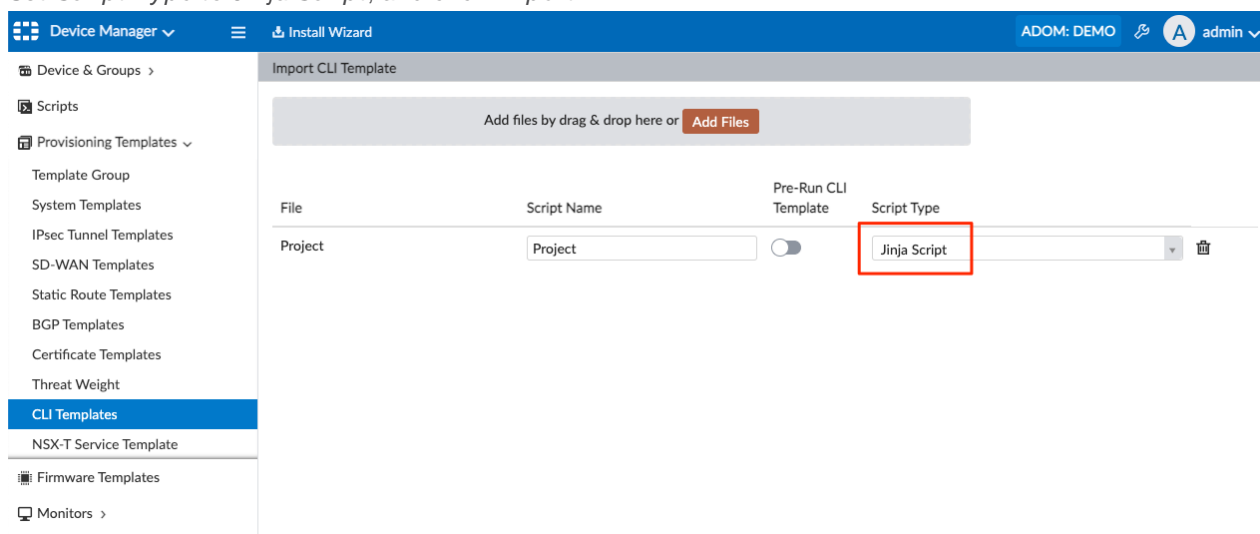 Device Manager
Install Wizard
ADOM: DEMO
A
admin
Device & Groups
Import CLI Template
Scripts
Add files by drag & drop here or Add Files
Provisioning Templates
Template Group
System Templates
IPsec Tunnel Templates
SD-WAN Templates
Static Route Templates
BGP Templates
Certificate Templates
Threat Weight
CLI Templates
NSX-T Service Template
Firmware Templates
Monitors
File
Script Name
Pre-Run CLI
Template
Script Type
Project
Project
Jinja Script